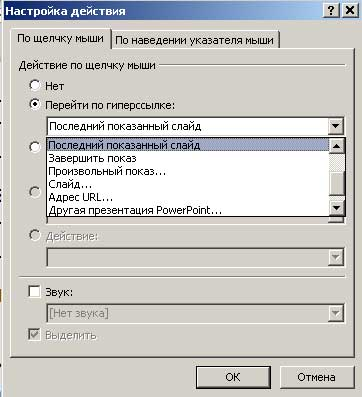 Настройка действия
По щелчку мыши
По наведении указателя мыши
Действие по щелчку мыши
Нет
Перейти по гиперссылке:
Последний показанный слайд
Последний показанный слайд
Завершить показ
Произвольный показ...
Слайд...
Адрес URL...
Другая презентация PowerPoint...
Действие:
Звук:
[Нет звука]
Выделить
ОК
Отмена